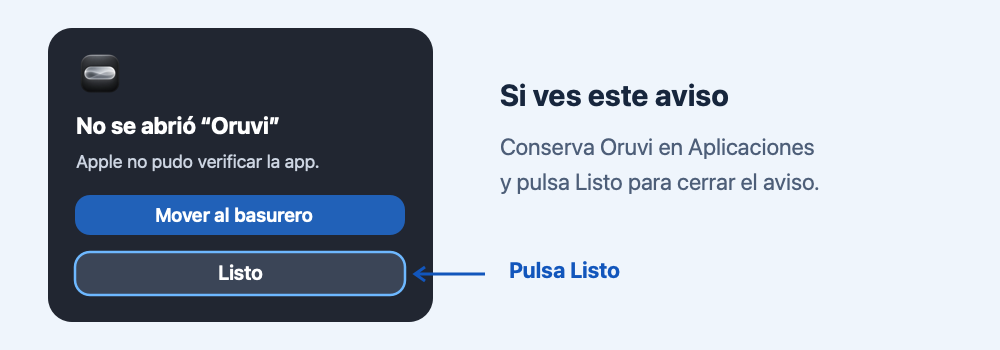 No se abrió “Oruvi”
Apple no pudo verificar la app.
Mover al basurero
Listo
Si ves este aviso
Conserva Oruvi en Aplicaciones
y pulsa Listo para cerrar el aviso.
Pulsa Listo